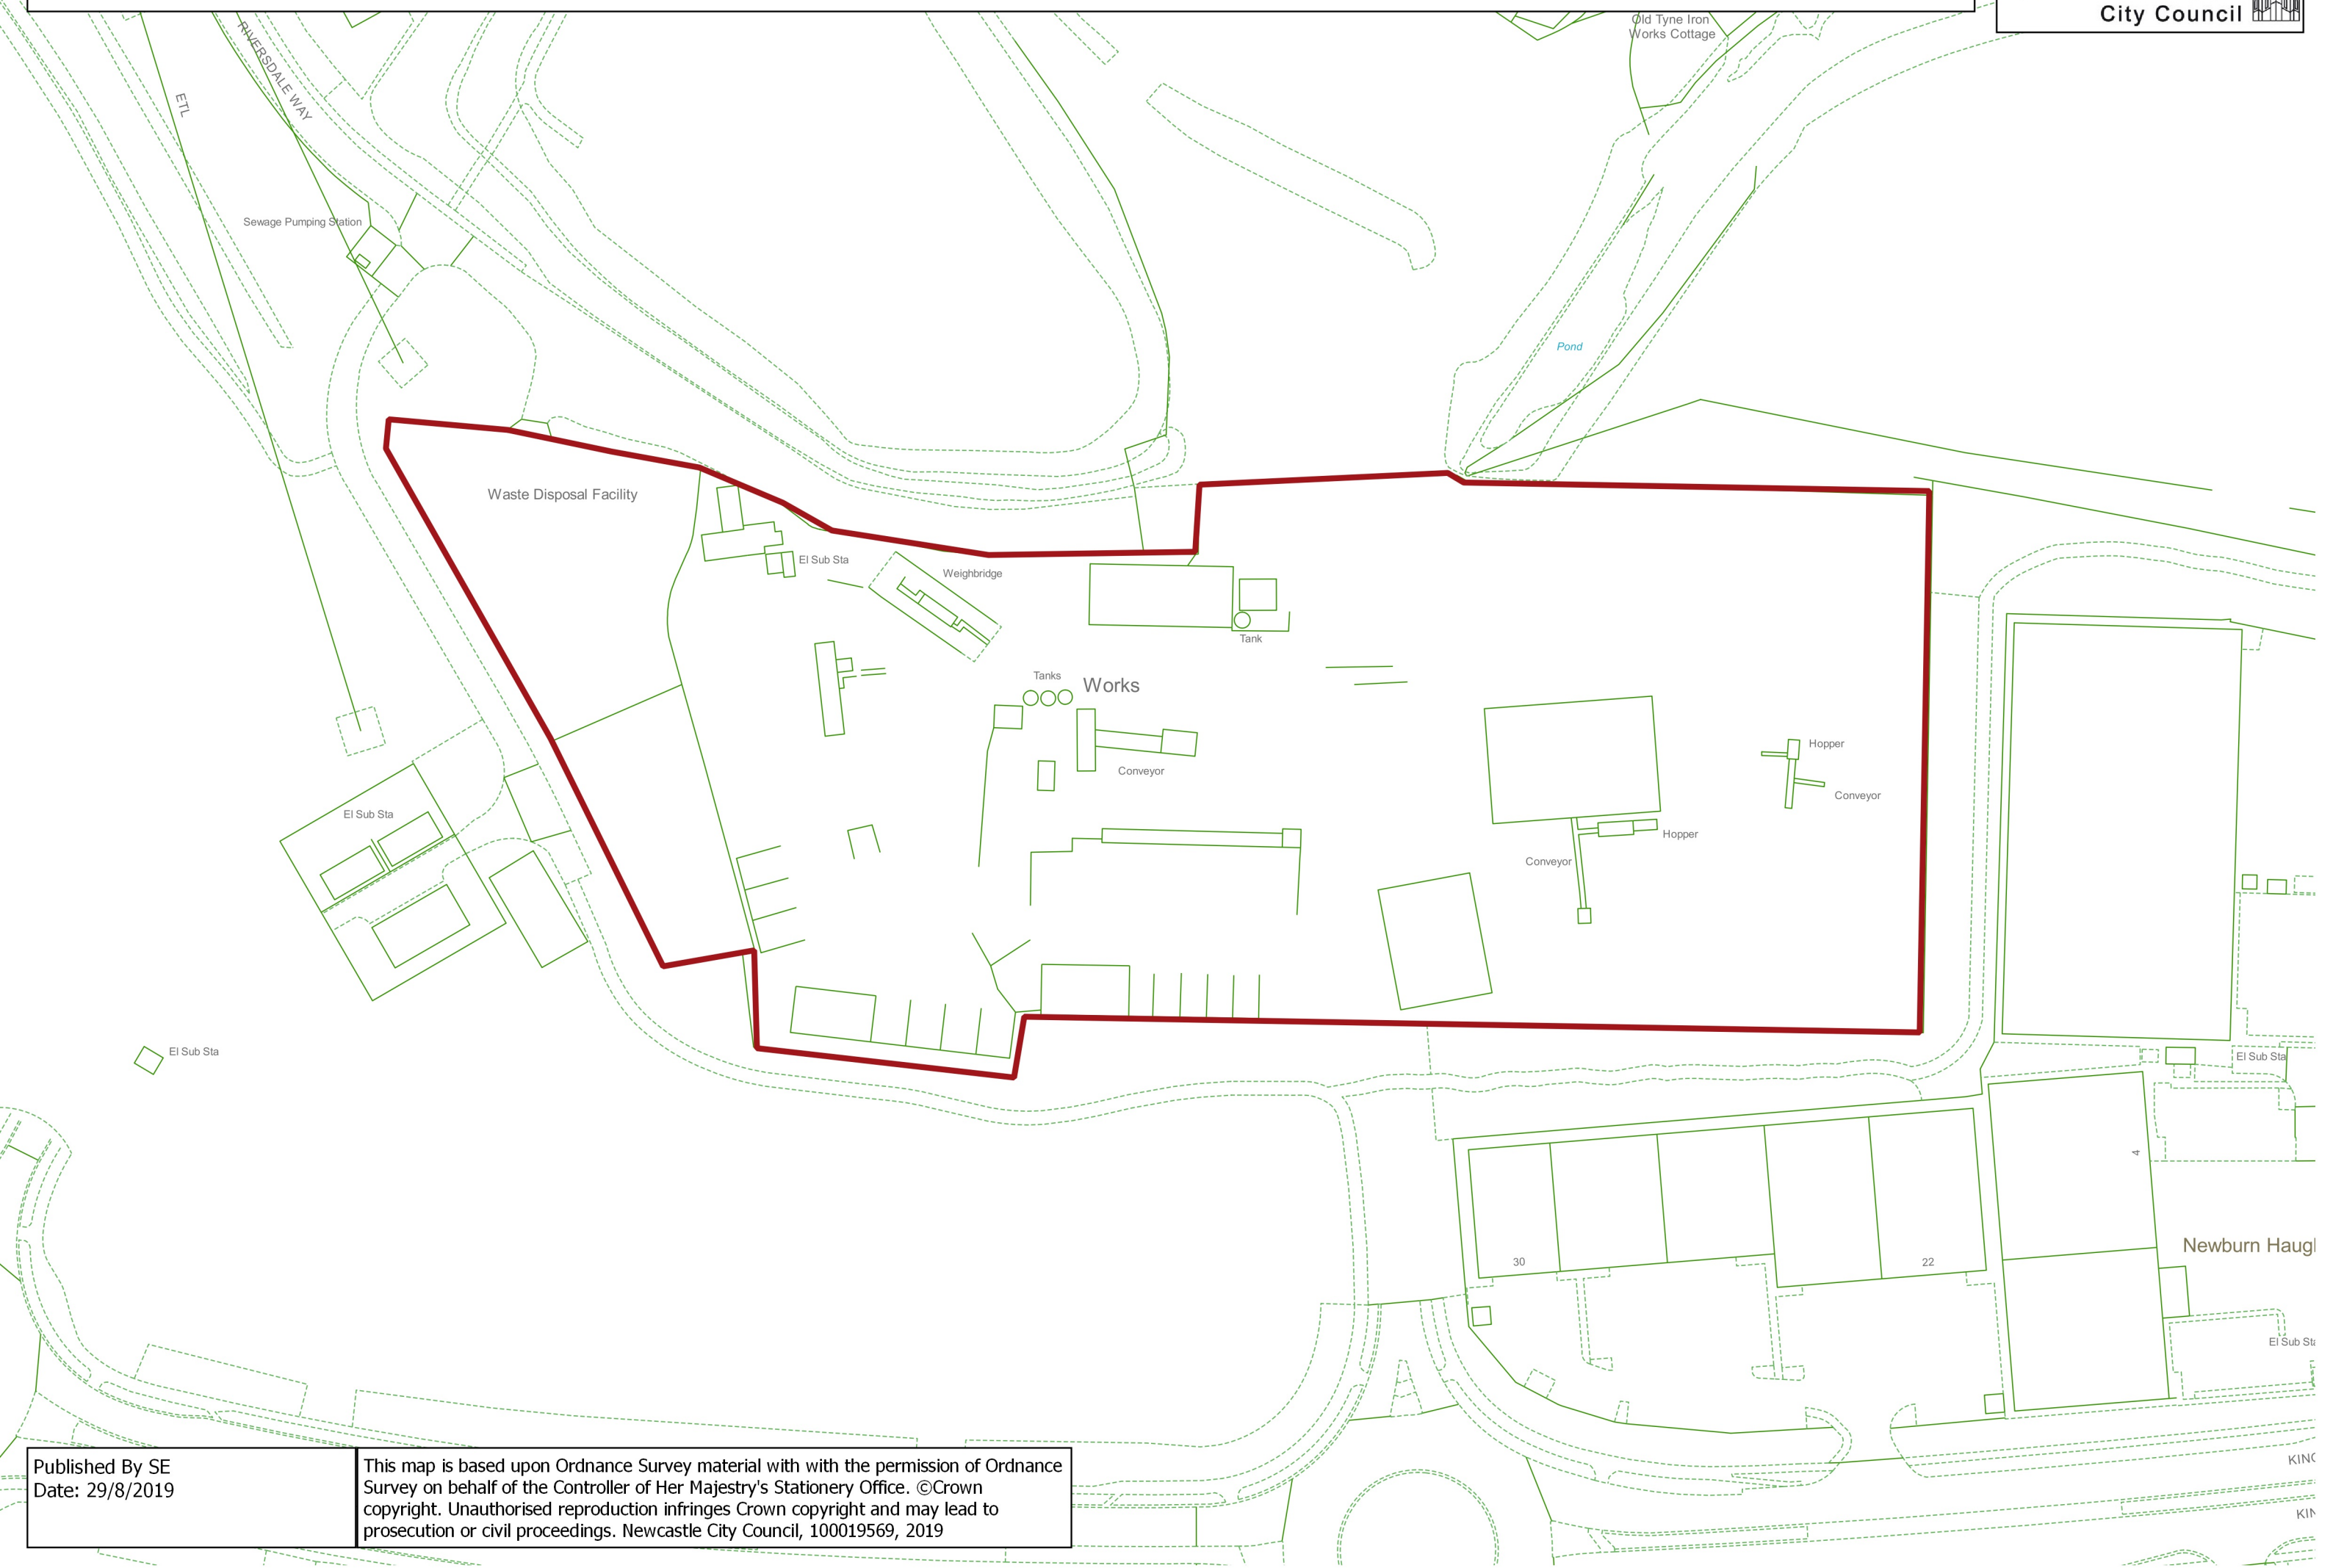 City Council
Old Tyne Iron
Works Cottage
RIVERSDALE WAY
ETL
Sewage Pumping Station
Pond
Waste Disposal Facility
El Sub Sta
Weighbridge
Tank
Tanks
Works
Conveyor
Hopper
Conveyor
El Sub Sta
Hopper
Conveyor
El Sub Sta
El Sub Sta
4
Newburn Haugh
30
22
El Sub Sta
KING
KIN
Published By SE
Date: 29/8/2019
This map is based upon Ordnance Survey material with with the permission of Ordnance
Survey on behalf of the Controller of Her Majesty's Stationery Office. ©Crown
copyright. Unauthorised reproduction infringes Crown copyright and may lead to
prosecution or civil proceedings. Newcastle City Council, 100019569, 2019